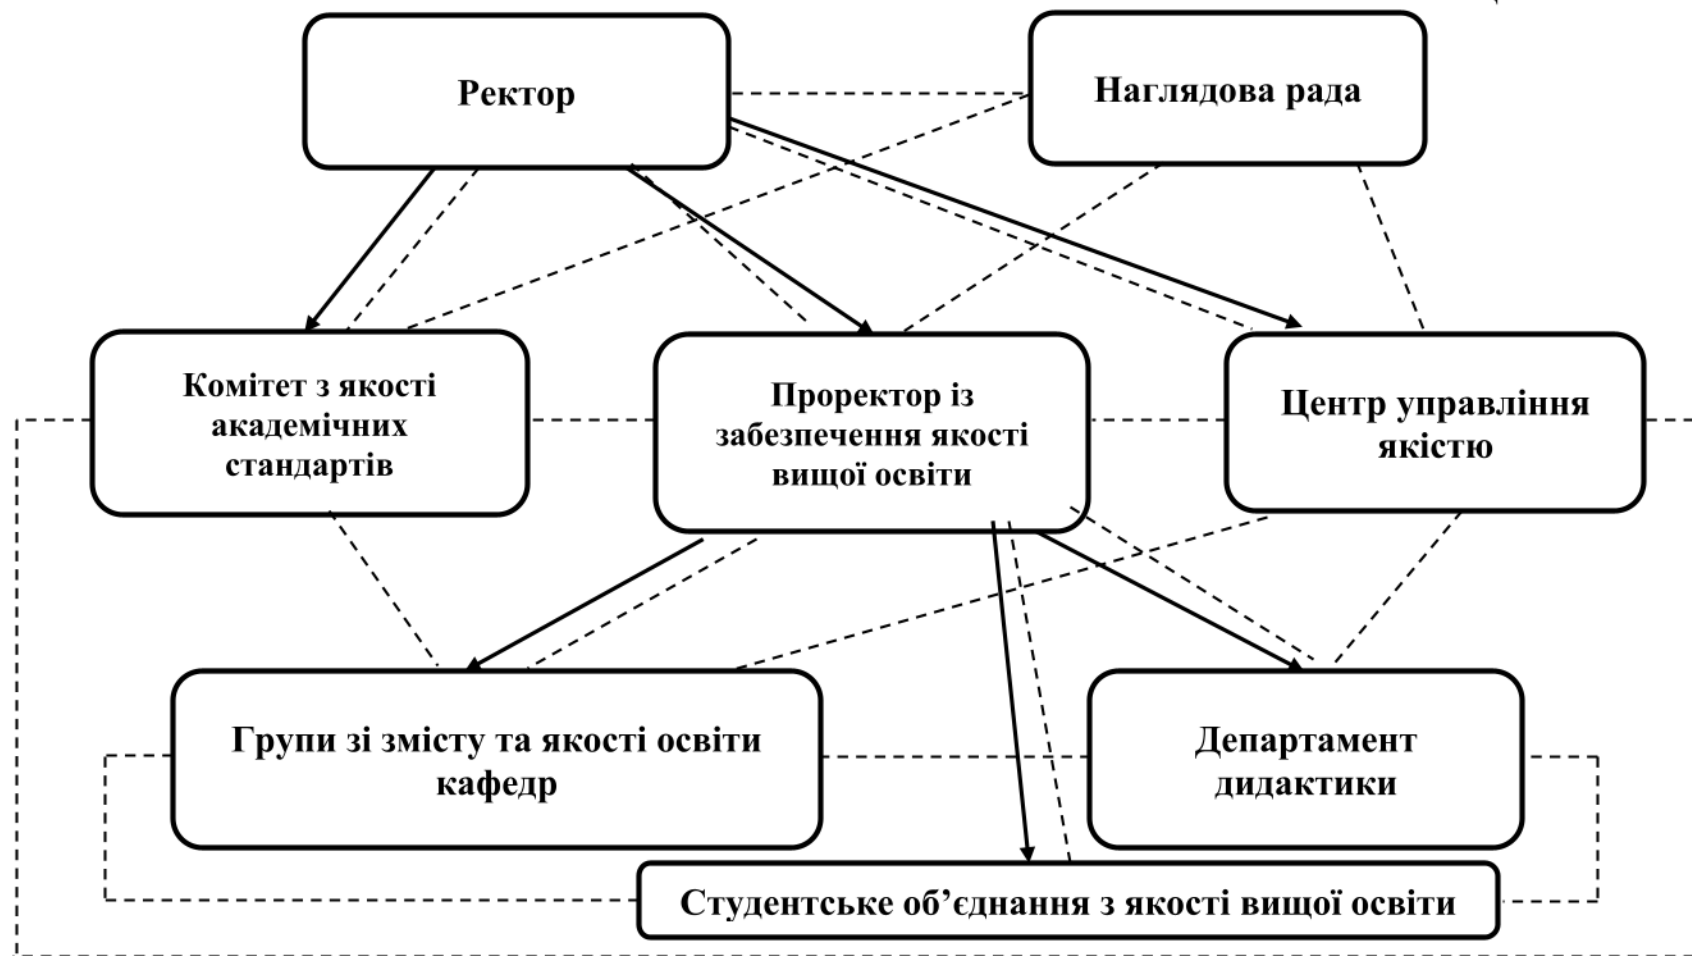 Ректор
Наглядова рада
Комітет з якості
академічних
стандартів
Проректор із
забезпечення якості
вищої освіти
Центр управління
якістю
Групи зі змісту та якості освіти
кафедр
Департамент
дидактики
Студентське об’єднання з якості вищої освіти